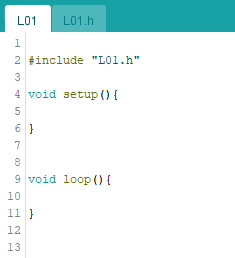 L01 L01.h
1
2 #include "L01.h"
3
4 void setup(){
5
6 }
7
8
9 void loop(){
10
11 }
12
13